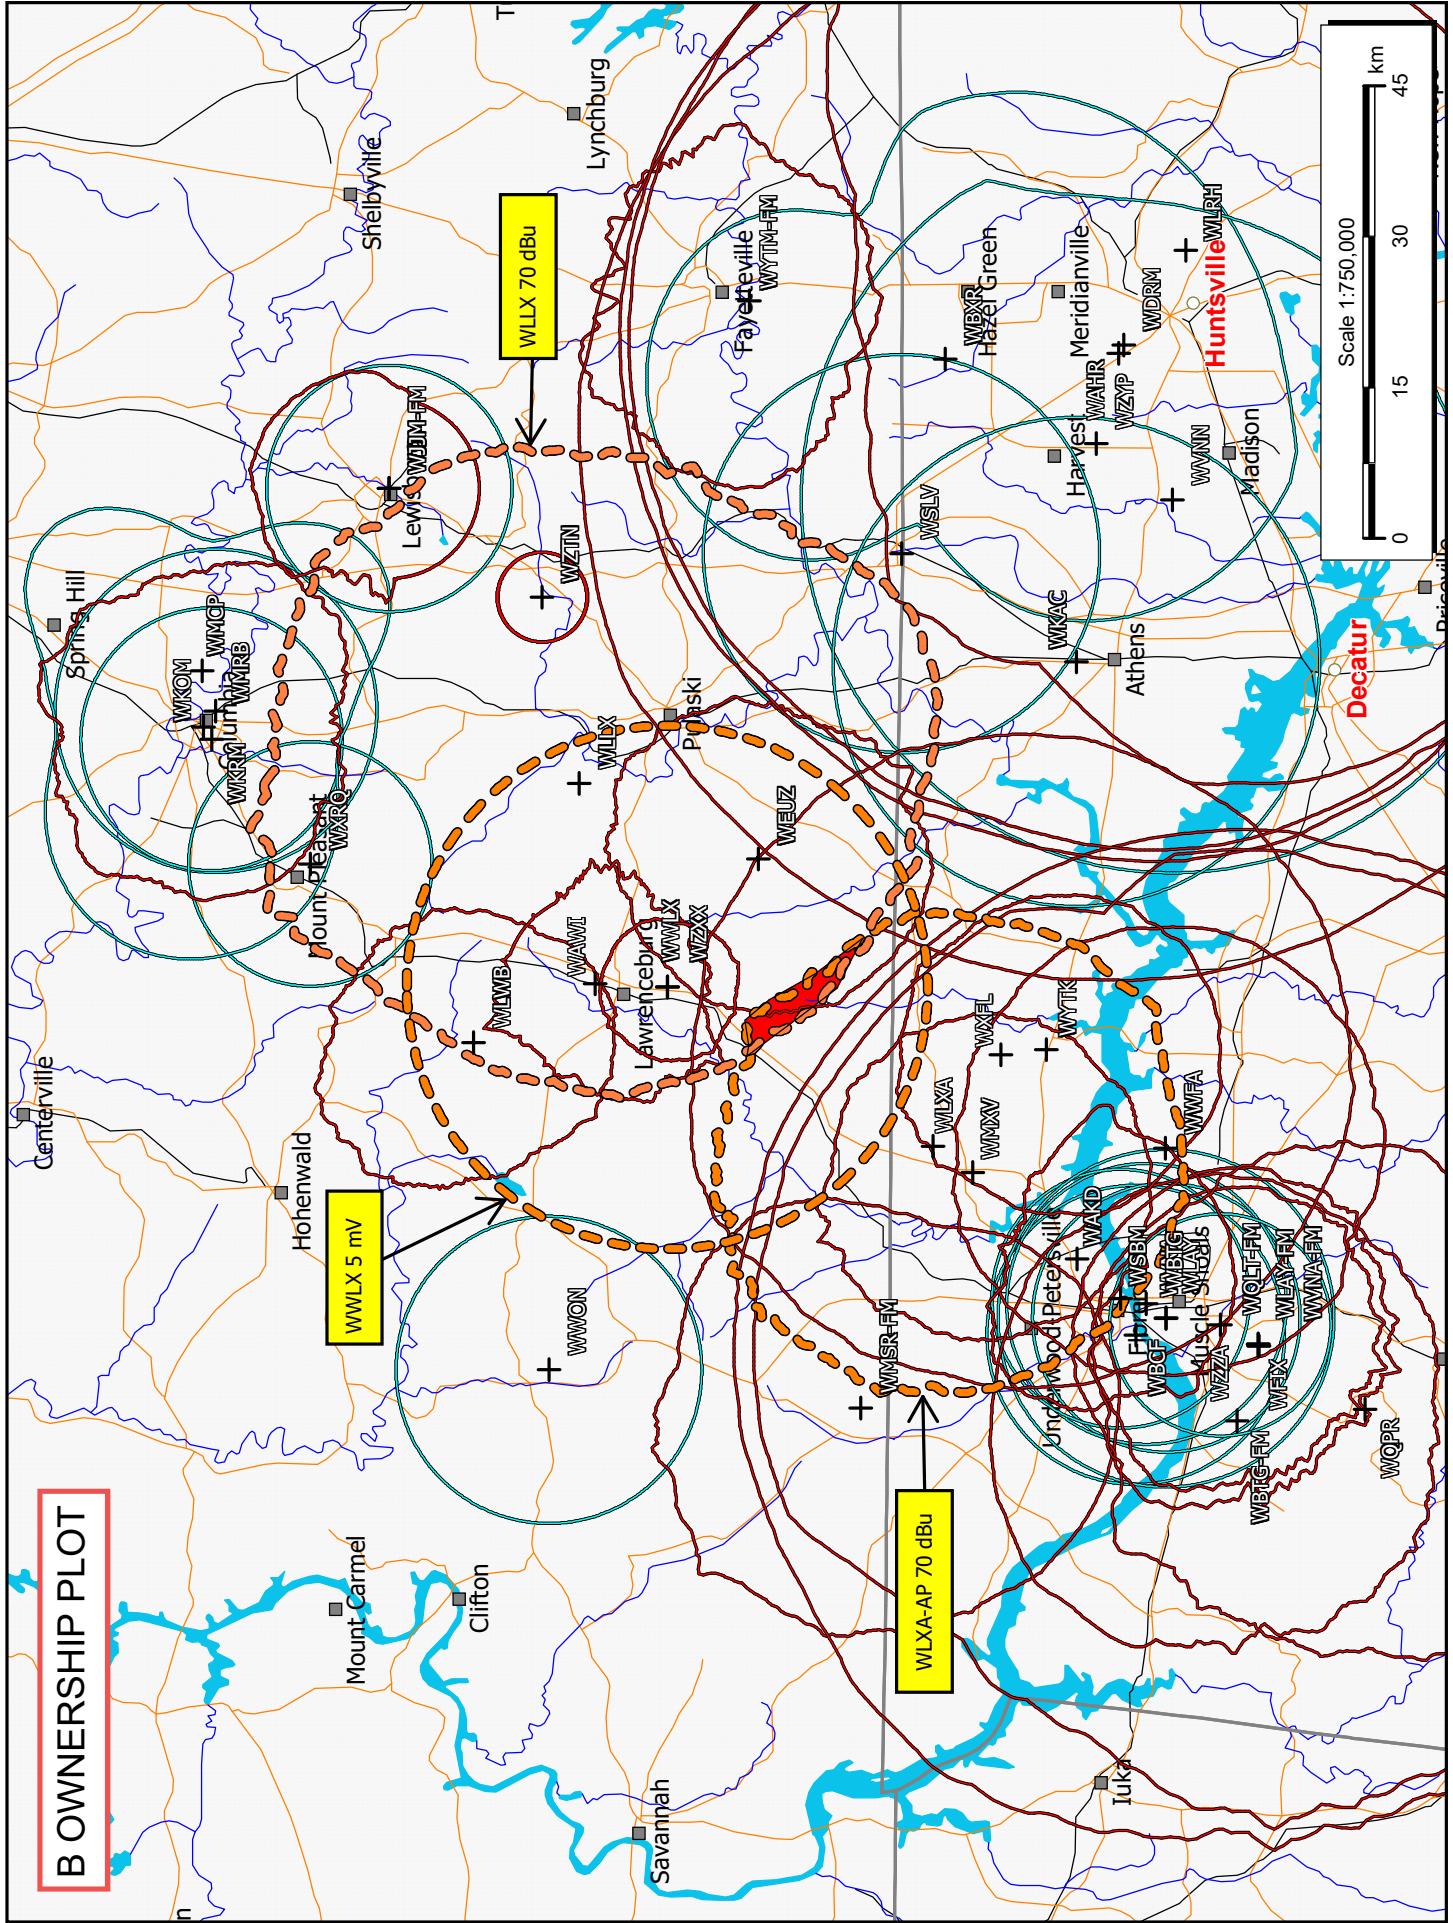 B OWNERSHIP PLOT
Centerville
Spring Hill
Shelbyville
Lynchburg
Hohenwald
Mount Carmel
Clifton
Savannah
Iuka
WKOM
WMCP
WMRB
WKRM
WXRQ
Mount Pleasant
WJJM-FM
WLLX 70 dBu
WWLX 5 mV
WLXA-AP 70 dBu
WZTN
WLLX
Pulaski
WEUZ
WLWB
WAWI
Lawrenceburg
WWLX
WZXX
WWON
WMSR-FM
Fayetteville
WYTM-FM
WBXR
Hazel Green
Meridianville
WDRM
WLRH
Huntsville
WAHR
WZYP
Harvest
WVNN
Madison
WSLV
WKAC
Athens
Decatur
WXFL
WYTK
WLXA
WMXV
WWFA
WAKD
Underwood-Petersville
WSBM
WBTG
WBCF
Muscle Shoals
WZZA
WQLT-FM
WLAY-FM
WVNA-FM
WFIX
WBTG-FM
WQPR
Scale 1:750,000
0
15
30
45
km